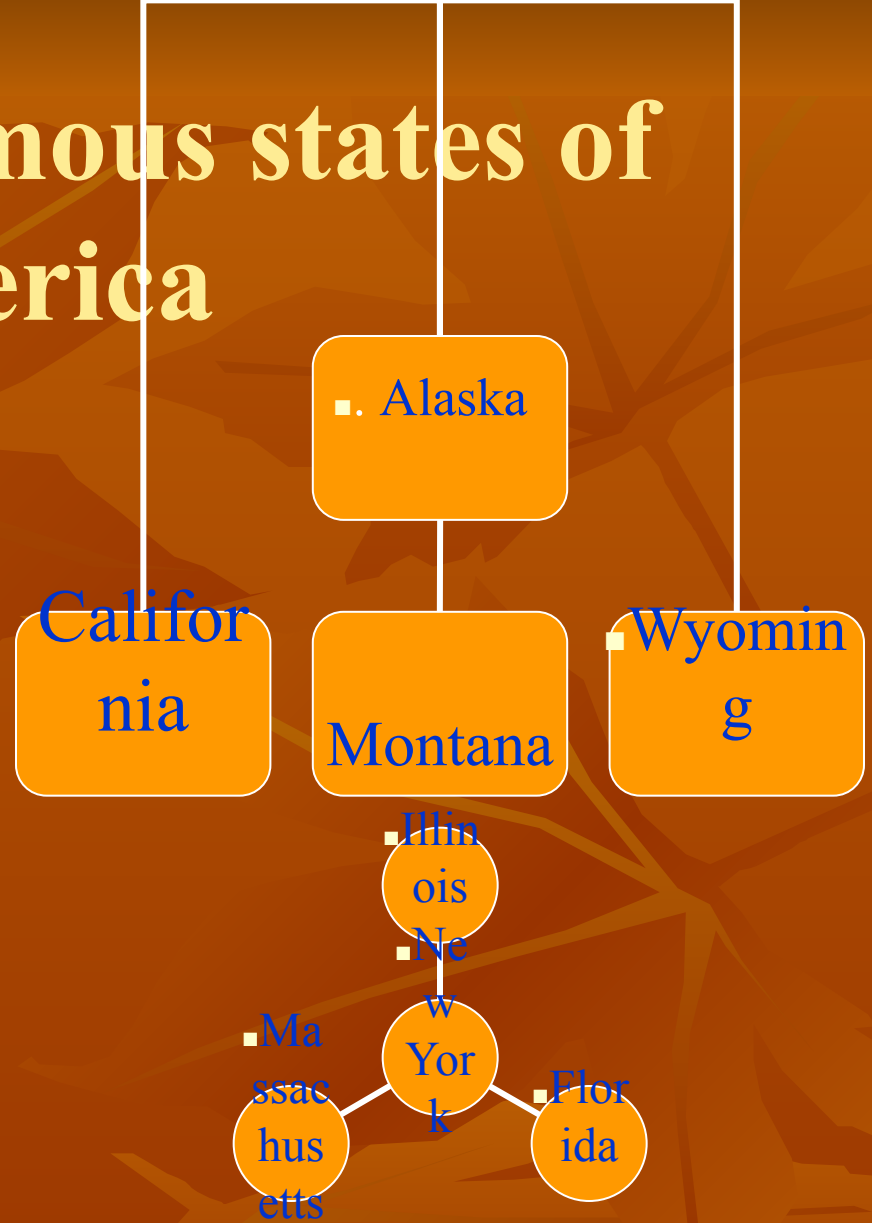 mous states of
erica
. Alaska
Califor
nia
Montana
Wyomin
g
Illin
ois
Ne
w
Yor
k
Ma
ssac
hus
etts
Flor
ida